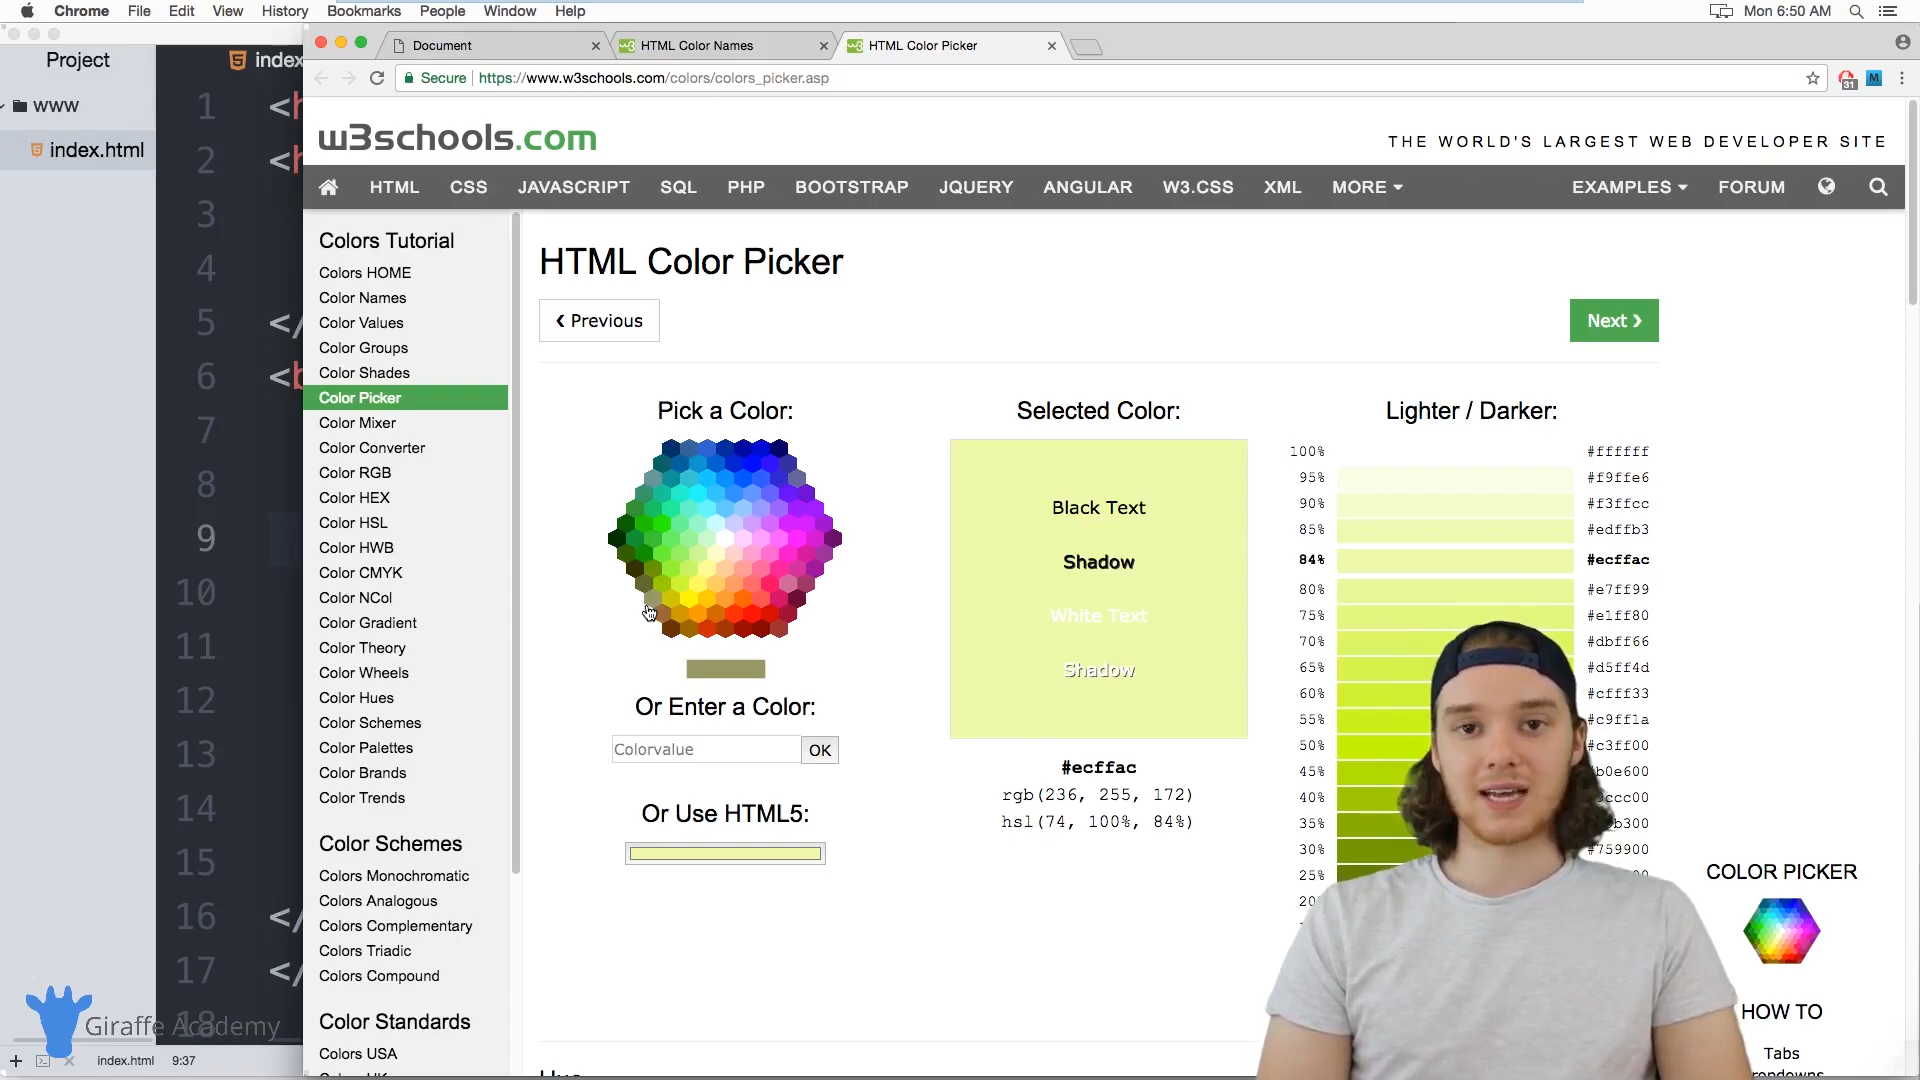 Chrome File Edit View History Bookmarks People Window Help
Mon 6:50 AM
Project
index
Document
HTML Color Names
HTML Color Picker
Secure https://www.w3schools.com/colors/colors_picker.asp
31
M
www
index.html
1
2
3
4
5
6
7
8
9
10
11
12
13
14
15
16
17
18
<h
<h
</
<b
</
</
w3schools.com
THE WORLD'S LARGEST WEB DEVELOPER SITE
HTML CSS JAVASCRIPT SQL PHP BOOTSTRAP JQUERY ANGULAR W3.CSS XML MORE EXAMPLES FORUM
Colors Tutorial
Colors HOME
Color Names
Color Values
Color Groups
Color Shades
Color Picker
Color Mixer
Color Converter
Color RGB
Color HEX
Color HSL
Color HWB
Color CMYK
Color NCol
Color Gradient
Color Theory
Color Wheels
Color Hues
Color Schemes
Color Palettes
Color Brands
Color Trends
Color Schemes
Colors Monochromatic
Colors Analogous
Colors Complementary
Colors Triadic
Colors Compound
Color Standards
Colors USA
HTML Color Picker
❮ Previous
Next ❯
Pick a Color:
Or Enter a Color:
Colorvalue
OK
Or Use HTML5:
Selected Color:
Black Text
Shadow
White Text
Shadow
#ecffac
rgb(236, 255, 172)
hsl(74, 100%, 84%)
Lighter / Darker:
100% #ffffff
95% #f9ffe6
90% #f3ffcc
85% #edffb3
84% #ecffac
80% #e7ff99
75% #e1ff80
70% #dbff66
65% #d5ff4d
60% #cfff33
55% #c9ff1a
50% #c3ff00
45% b0e600
40% ccc00
35% b300
30% #759900
25% 00
20
COLOR PICKER
HOW TO
Tabs
Giraffe Academy
index.html 9:37